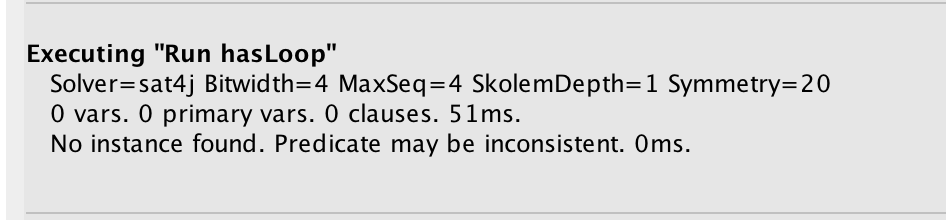 Executing "Run hasLoop"
Solver=sat4j Bitwidth=4 MaxSeq=4 SkolemDepth=1 Symmetry=20
0 vars. 0 primary vars. 0 clauses. 51ms.
No instance found. Predicate may be inconsistent. 0ms.